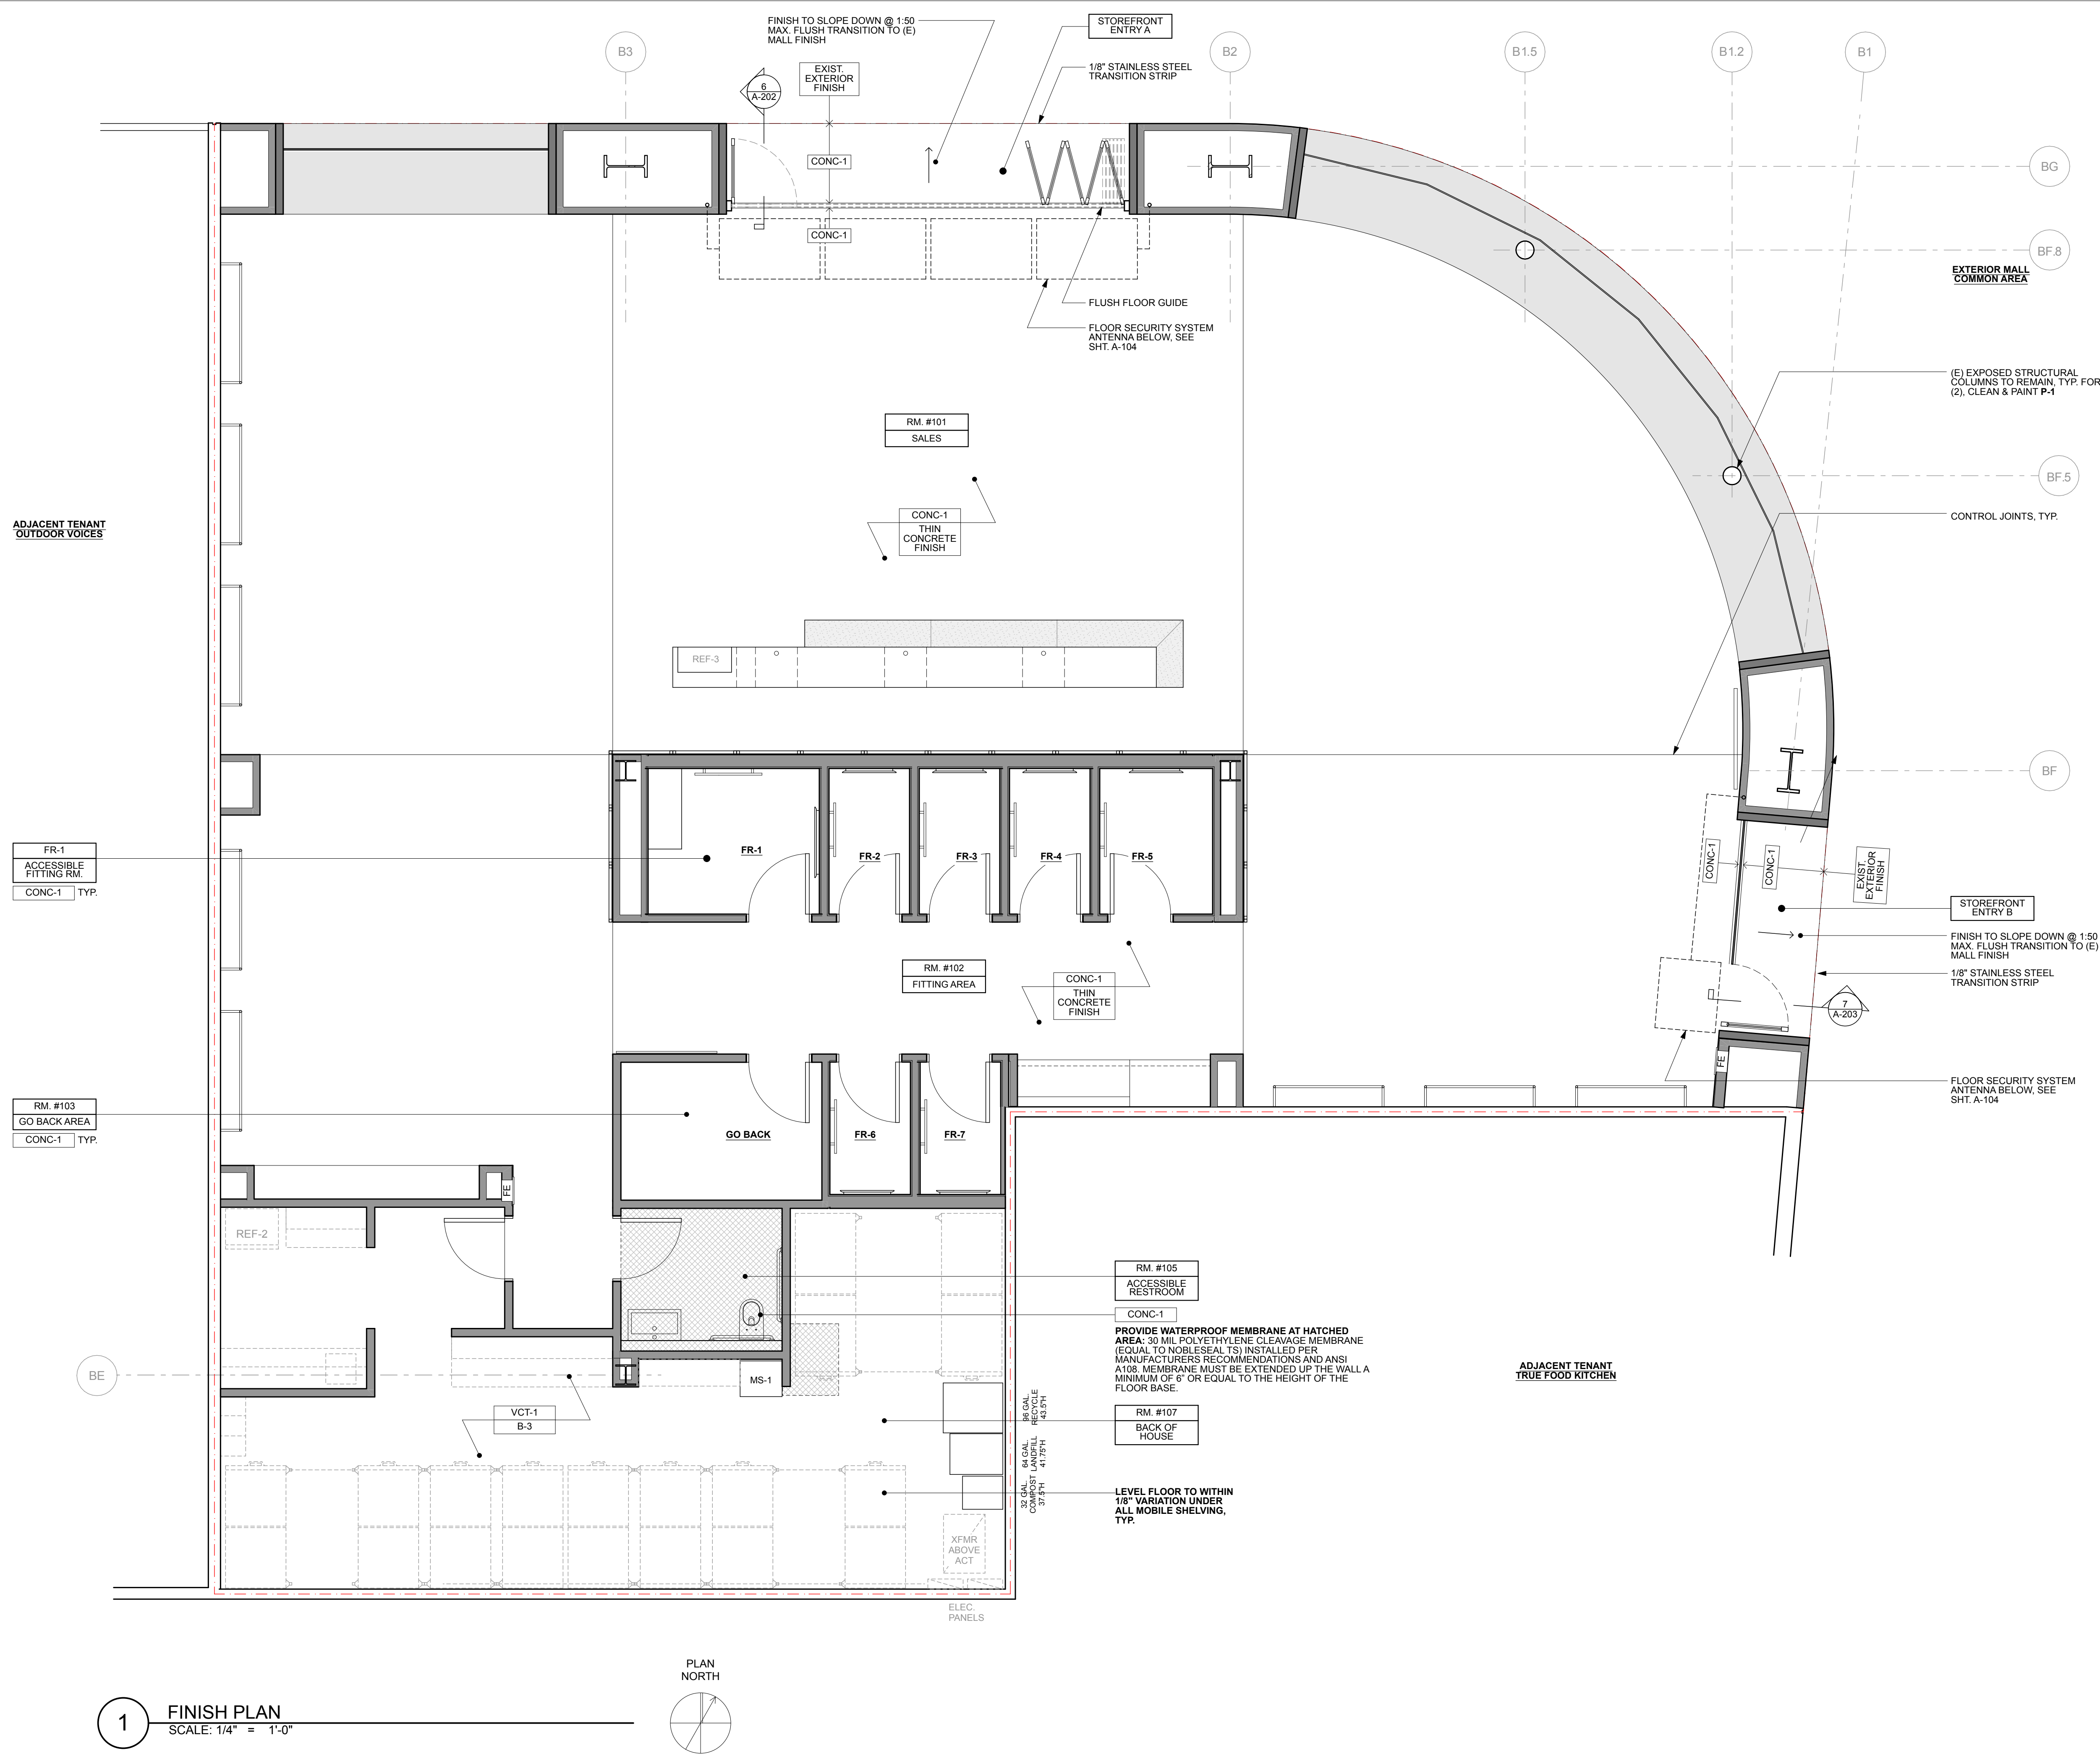 FINISH TO SLOPE DOWN @ 1:50
MAX. FLUSH TRANSITION TO (E)
MALL FINISH
STOREFRONT
ENTRY A
B3
B2
B1.5
B1.2
B1
EXIST.
EXTERIOR
FINISH
1/8" STAINLESS STEEL
TRANSITION STRIP
6
A-202
CONC-1
CONC-1
BG
BF.8
EXTERIOR MALL
COMMON AREA
FLUSH FLOOR GUIDE
FLOOR SECURITY SYSTEM
ANTENNA BELOW, SEE
SHT. A-104
(E) EXPOSED STRUCTURAL
COLUMNS TO REMAIN, TYP. FOR
(2), CLEAN & PAINT P-1
RM. #101
SALES
BF.5
CONC-1
THIN
CONCRETE
FINISH
CONTROL JOINTS, TYP.
ADJACENT TENANT
OUTDOOR VOICES
REF-3
BF
FR-1
ACCESSIBLE
FITTING RM.
CONC-1 TYP.
FR-1
FR-2
FR-3
FR-4
FR-5
CONC-1
CONC-1
EXIST.
EXTERIOR
FINISH
STOREFRONT
ENTRY B
FINISH TO SLOPE DOWN @ 1:50
MAX. FLUSH TRANSITION TO (E)
MALL FINISH
1/8" STAINLESS STEEL
TRANSITION STRIP
RM. #102
FITTING AREA
CONC-1
THIN
CONCRETE
FINISH
7
A-203
FE
FLOOR SECURITY SYSTEM
ANTENNA BELOW, SEE
SHT. A-104
RM. #103
GO BACK AREA
CONC-1 TYP.
GO BACK
FR-6
FR-7
FE
REF-2
RM. #105
ACCESSIBLE
RESTROOM
CONC-1
PROVIDE WATERPROOF MEMBRANE AT HATCHED
AREA: 30 MIL POLYETHYLENE CLEAVAGE MEMBRANE
(EQUAL TO NOBLESEAL TS) INSTALLED PER
MANUFACTURERS RECOMMENDATIONS AND ANSI
A108. MEMBRANE MUST BE EXTENDED UP THE WALL A
MINIMUM OF 6" OR EQUAL TO THE HEIGHT OF THE
FLOOR BASE.
BE
MS-1
ADJACENT TENANT
TRUE FOOD KITCHEN
VCT-1
B-3
96 GAL.
RECYCLE
43.5"H
RM. #107
BACK OF
HOUSE
64 GAL.
LANDFILL
41.75"H
32 GAL.
COMPOST
37.5"H
LEVEL FLOOR TO WITHIN
1/8" VARIATION UNDER
ALL MOBILE SHELVING,
TYP.
XFMR
ABOVE
ACT
ELEC.
PANELS
PLAN
NORTH
1
FINISH PLAN
SCALE: 1/4" = 1'-0"